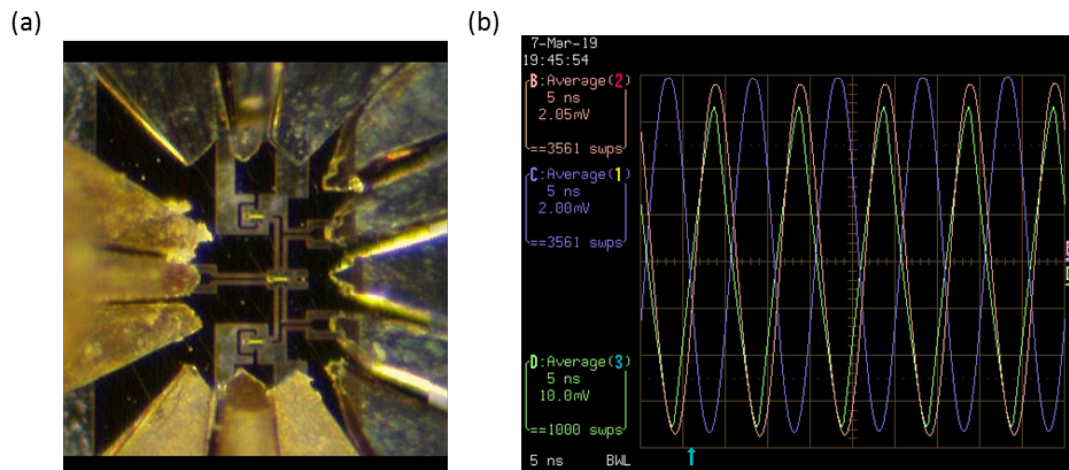 (a)
(b)
7-Mar-19
19:45:54
B:Average(2)
5 ns
2.05mV
==3561 swps
C:Average(1)
5 ns
2.00mV
==3561 swps
D:Average(3)
5 ns
10.0mV
==1000 swps
5 ns BWL